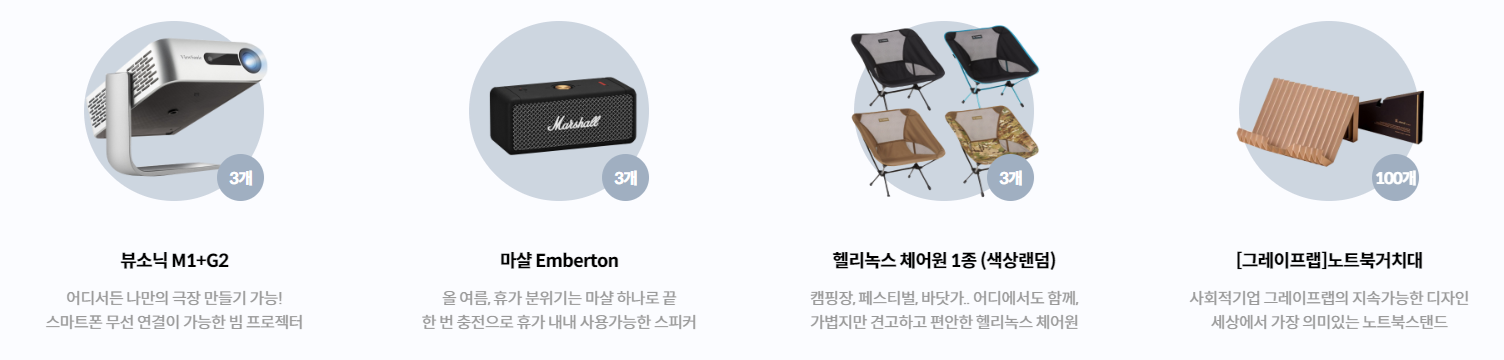 3개
뷰소닉 M1+G2
어디서든 나만의 극장 만들기 가능!
스마트폰 무선 연결이 가능한 빔 프로젝터
Marshall
3개
마샬 Emberton
올 여름, 휴가 분위기는 마샬 하나로 끝
한 번 충전으로 휴가 내내 사용가능한 스피커
3개
헬리녹스 체어원 1종 (색상랜덤)
캠핑장, 페스티벌, 바닷가.. 어디에서도 함께,
가볍지만 견고하고 편안한 헬리녹스 체어원
100개
[그레이프랩]노트북거치대
사회적기업 그레이프랩의 지속가능한 디자인
세상에서 가장 의미있는 노트북스탠드